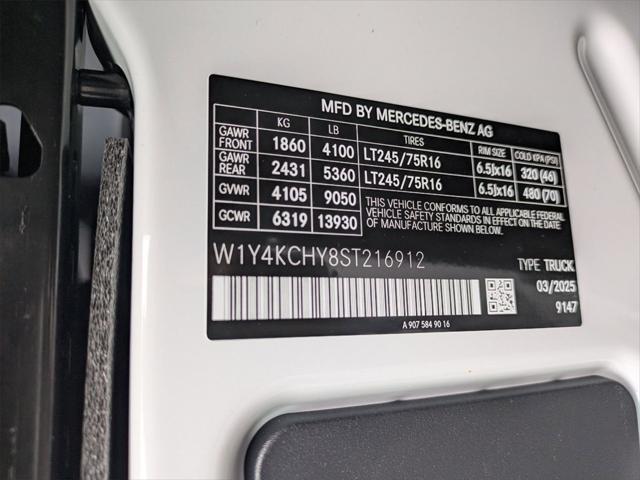 MFD BY MERCEDES-BENZ AG
KG LB TIRES RIM SIZE COLD KPA (PSI)
GAWR FRONT 1860 4100 LT245/75R16 6.5Jx16 320 (46)
GAWR REAR 2431 5360 LT245/75R16 6.5Jx16 480 (70)
GVWR 4105 9050
GCWR 6319 13930
THIS VEHICLE CONFORMS TO ALL APPLICABLE FEDERAL
VEHICLE SAFETY STANDARDS IN EFFECT ON THE DATE
OF MANUFACTURE SHOWN ABOVE.
W1Y4KCHY8ST216912
TYPE TRUCK
03/2025
9147
A 907 584 90 16